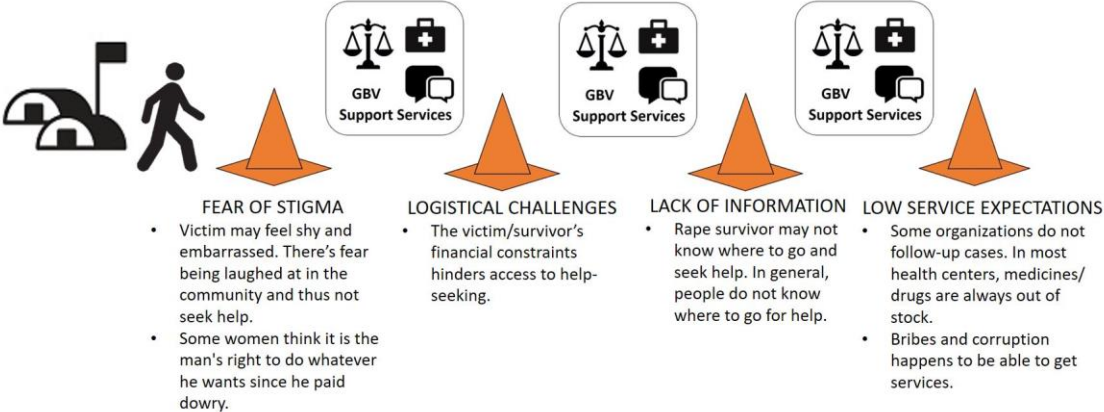 GBV
Support Services
GBV
Support Services
GBV
Support Services
FEAR OF STIGMA
• Victim may feel shy and
embarrassed. There's fear
being laughed at in the
community and thus not
seek help.
• Some women think it is the
man's right to do whatever
he wants since he paid
dowry.
LOGISTICAL CHALLENGES
• The victim/survivor's
financial constraints
hinders access to help-
seeking.
LACK OF INFORMATION
• Rape survivor may not
know where to go and
seek help. In general,
people do not know
where to go for help.
LOW SERVICE EXPECTATIONS
• Some organizations do not
follow-up cases. In most
health centers, medicines/
drugs are always out of
stock.
• Bribes and corruption
happens to be able to get
services.